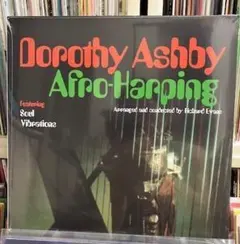 Dorothy Ashby
Afro-Harping
Featuring
Soul
Vibrations
Arranged and conducted by Richard Evans